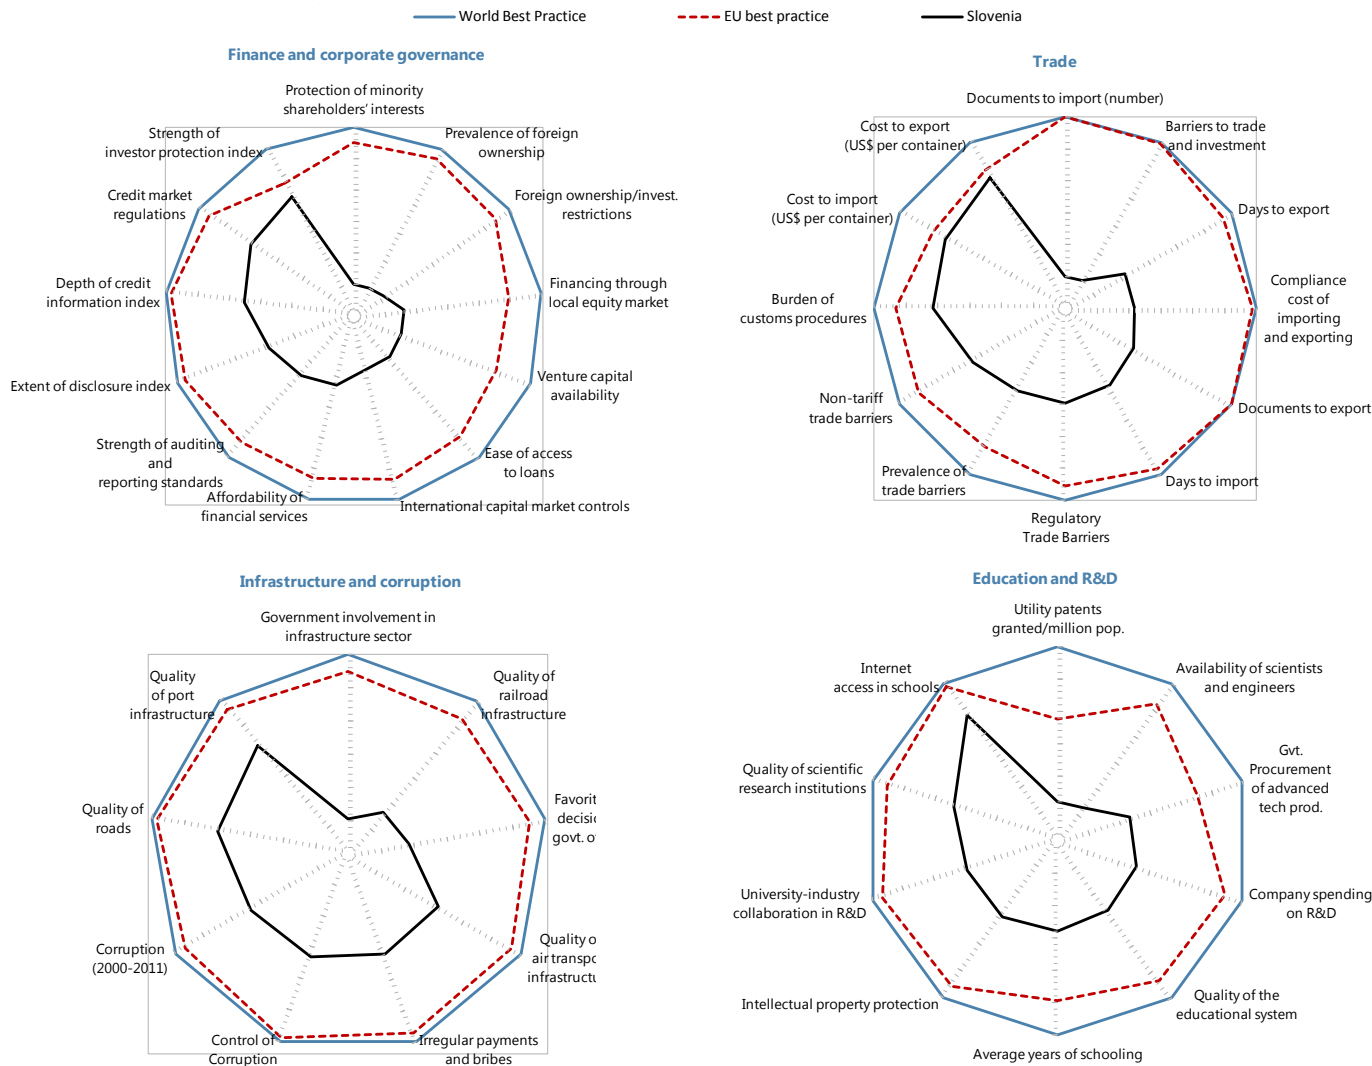 World Best Practice
EU best practice
Slovenia
Finance and corporate governance
Protection of minority
shareholders' interests
Prevalence of foreign
ownership
Foreign ownership/invest.
restrictions
Financing through
local equity market
Venture capital
availability
Ease of access
to loans
International capital market controls
Affordability of
financial services
Strength of auditing
and
reporting standards
Extent of disclosure index
Depth of credit
information index
Credit market
regulations
Strength of
investor protection index
Trade
Documents to import (number)
Barriers to trade
and investment
Days to export
Compliance
cost of
importing
and exporting
Documents to export
Days to import
Regulatory
Trade Barriers
Prevalence of
trade barriers
Non-tariff
trade barriers
Burden of
customs procedures
Cost to import
(US$ per container)
Cost to export
(US$ per container)
Infrastructure and corruption
Government involvement in
infrastructure sector
Quality of
railroad
infrastructure
Favorit
decisic
govt. o
Quality o
air transpo
infrastructu
Irregular payments
and bribes
Control of
Corruption
Corruption
(2000-2011)
Quality of
roads
Quality
of port
infrastructure
Education and R&D
Utility patents
granted/million pop.
Availability of scientists
and engineers
Gvt.
Procurement
of advanced
tech prod.
Company spending
on R&D
Quality of the
educational system
Average years of schooling
Intellectual property protection
University-industry
collaboration in R&D
Quality of scientific
research institutions
Internet
access in schools